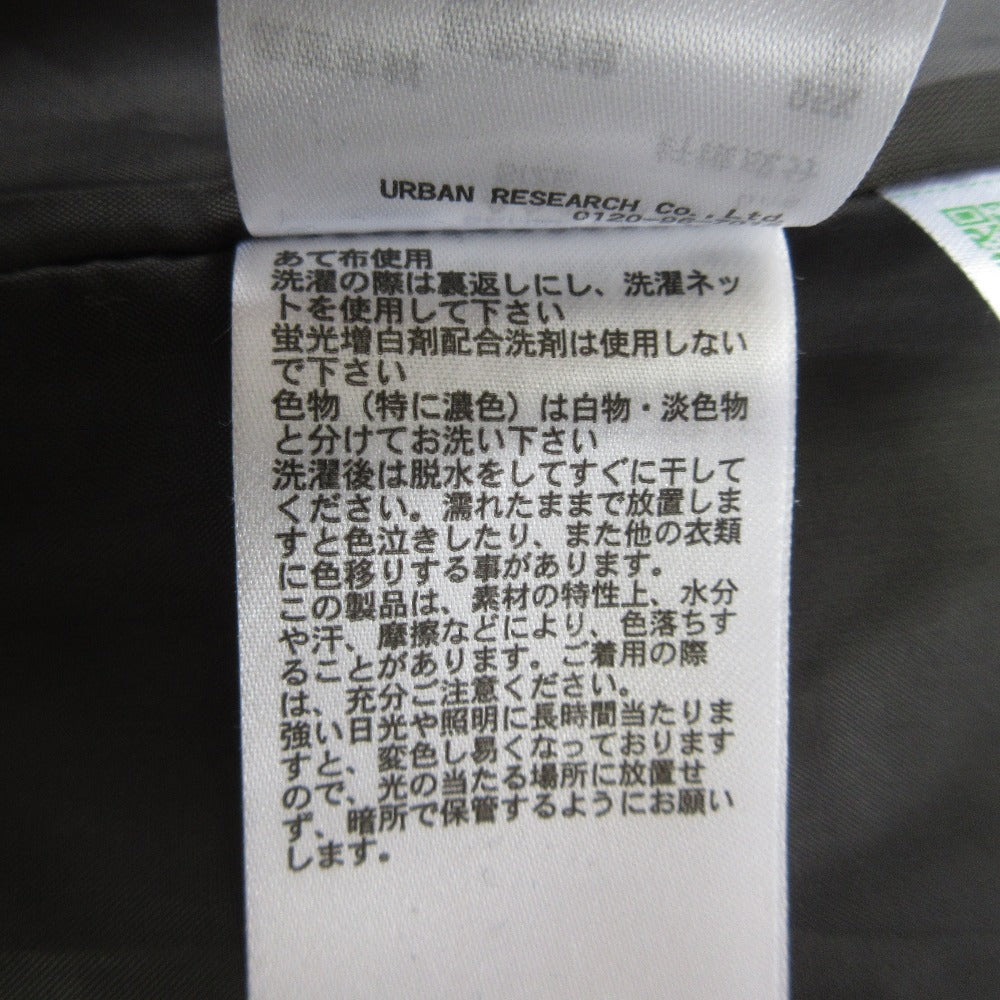 URBAN RESEARCH Co.,Ltd
あて布使用
洗濯の際は裏返しにし、洗濯ネッ
トを使用して下さい
蛍光増白剤配合洗剤は使用しない
で下さい
色物（特に濃色）は白物・淡色物
と分けてお洗い下さい
洗濯後は脱水をしてすぐに干して
ください。濡れたままで放置しま
すと色泣きしたり、また他の衣類
に色移りする事があります。
この製品は、素材の特性上、水分
や汗、摩擦などにより、色落ちす
ることがあります。ご着用の際
は、充分ご注意ください。
強い日光や照明に長時間当たりま
すと、変色し易くなっております
ので、光の当たる場所に放置せ
ず、暗所で保管するようにお願い
します。